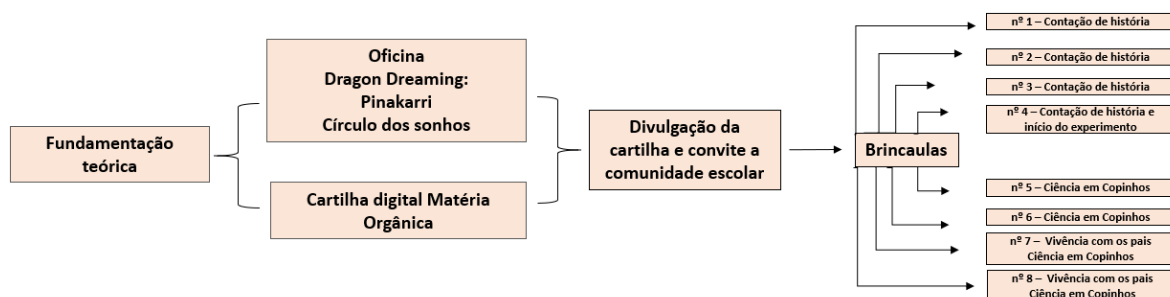 Fundamentação
teórica
Oficina
Dragon Dreaming:
Pinakarri
Círculo dos sonhos
Cartilha digital Matéria
Orgânica
Divulgação da
cartilha e convite a
comunidade escolar
Brincaulas
nº 1 – Contação de história
nº 2 – Contação de história
nº 3 – Contação de história
nº 4 – Contação de história e
início do experimento
nº 5 – Ciência em Copinhos
nº 6 – Ciência em Copinhos
nº 7 – Vivência com os pais
Ciência em Copinhos
nº 8 – Vivência com os pais
Ciência em Copinhos